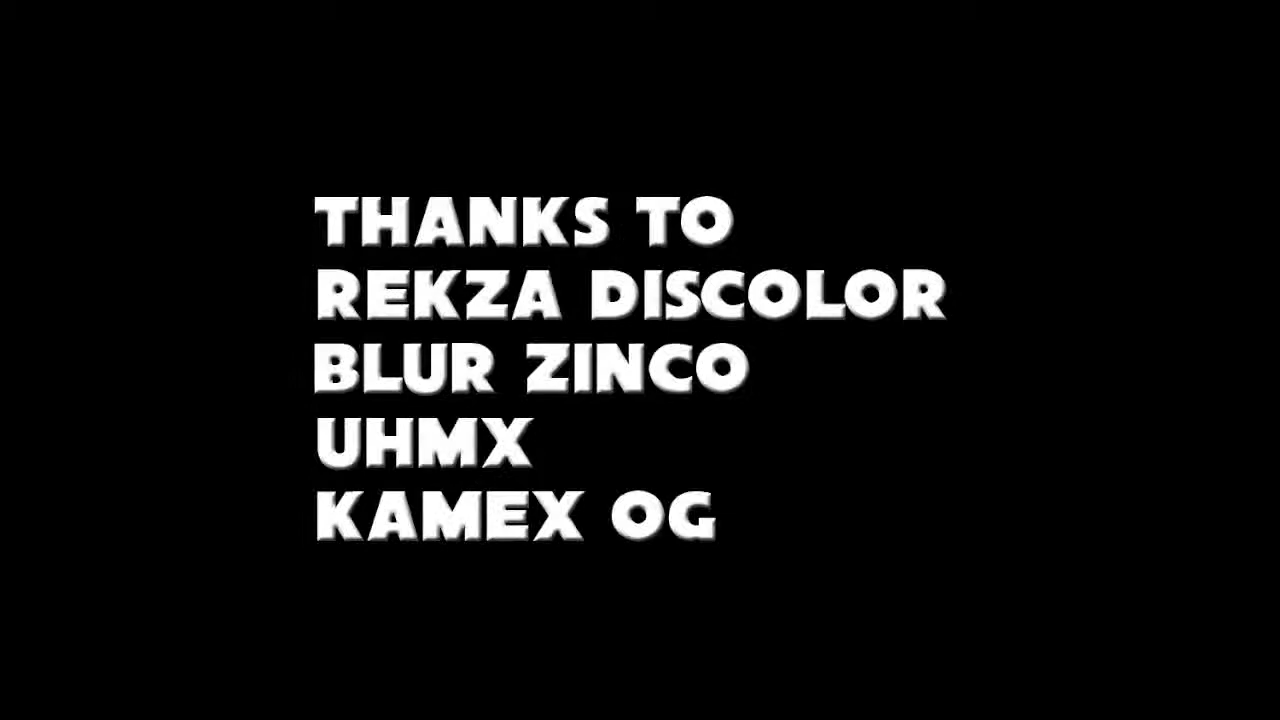 THANKS TO
REKZA DISCOLOR
BLUR ZINCO
UHMX
KAMEX OG